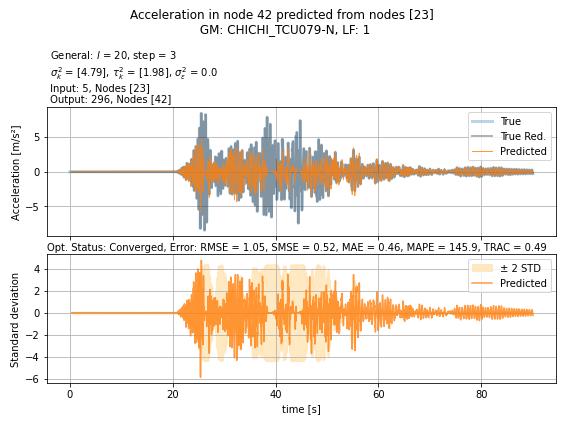 Acceleration in node 42 predicted from nodes [23]
GM: CHICHI_TCU079-N, LF: 1
General: l = 20, step = 3
σ²ₖ = [4.79], τ²ₖ = [1.98], σ²ε = 0.0
Input: 5, Nodes [23]
Output: 296, Nodes [42]
Acceleration [m/s²]
5
0
−5
True
True Red.
Predicted
Opt. Status: Converged, Error: RMSE = 1.05, SMSE = 0.52, MAE = 0.46, MAPE = 145.9, TRAC = 0.49
Standard deviation
4
2
0
−2
−4
−6
± 2 STD
Predicted
0 20 40 60 80
time [s]